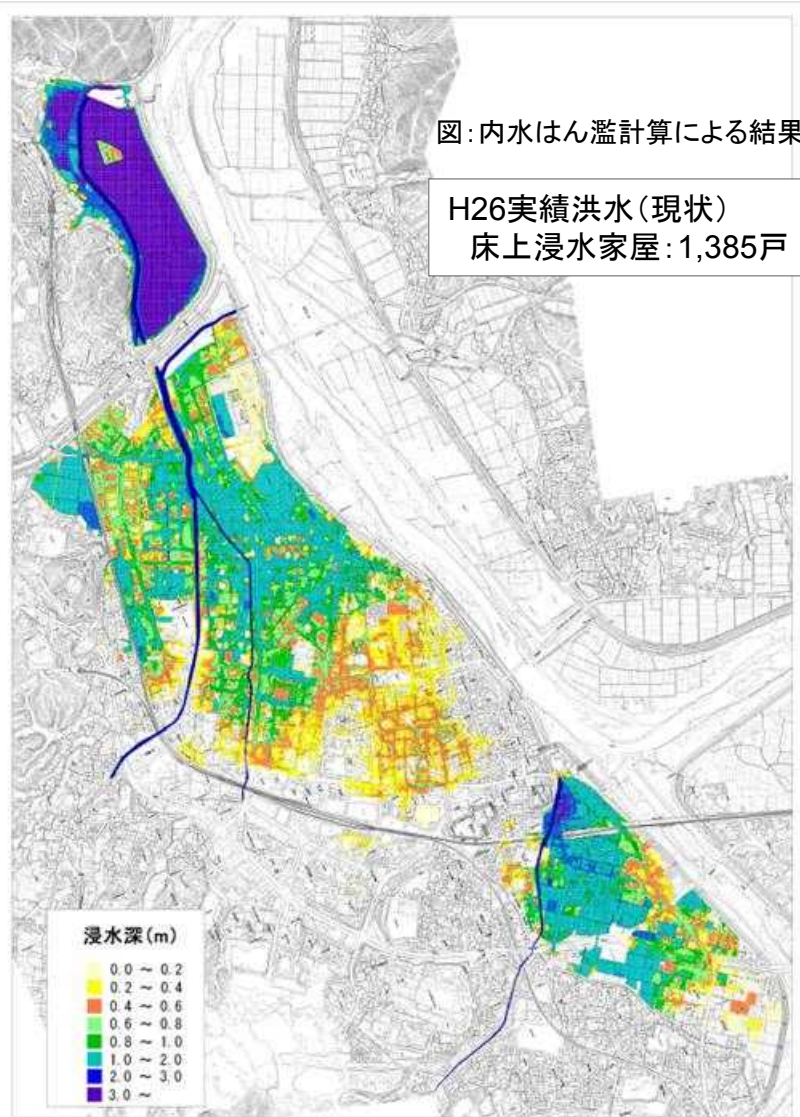 図：内水はん濫計算による結果
H26実績洪水（現状）
床上浸水家屋：1,385戸
浸水深(m)
0.0 ～ 0.2
0.2 ～ 0.4
0.4 ～ 0.6
0.6 ～ 0.8
0.8 ～ 1.0
1.0 ～ 2.0
2.0 ～ 3.0
3.0 ～